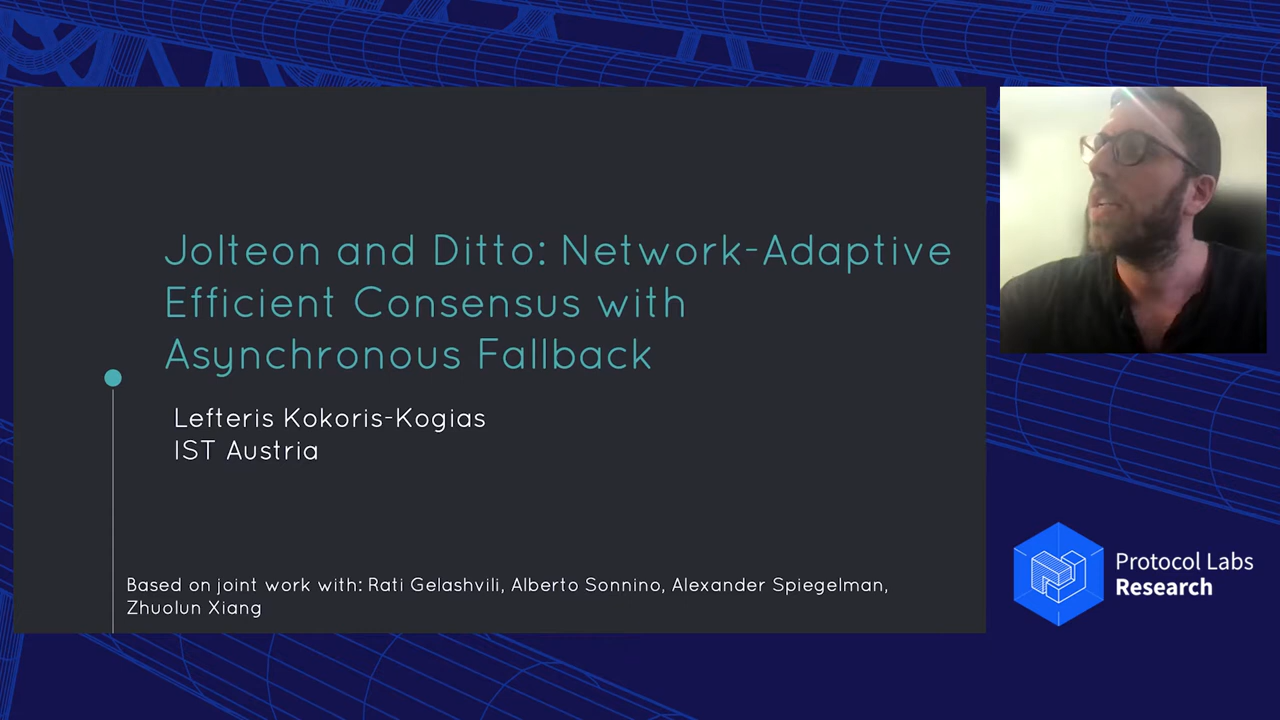 Jolteon and Ditto: Network-Adaptive
Efficient Consensus with
Asynchronous Fallback
Lefteris Kokoris-Kogias
IST Austria
Based on joint work with: Rati Gelashvili, Alberto Sonnino, Alexander Spiegelman,
Zhuolun Xiang
Protocol Labs
Research